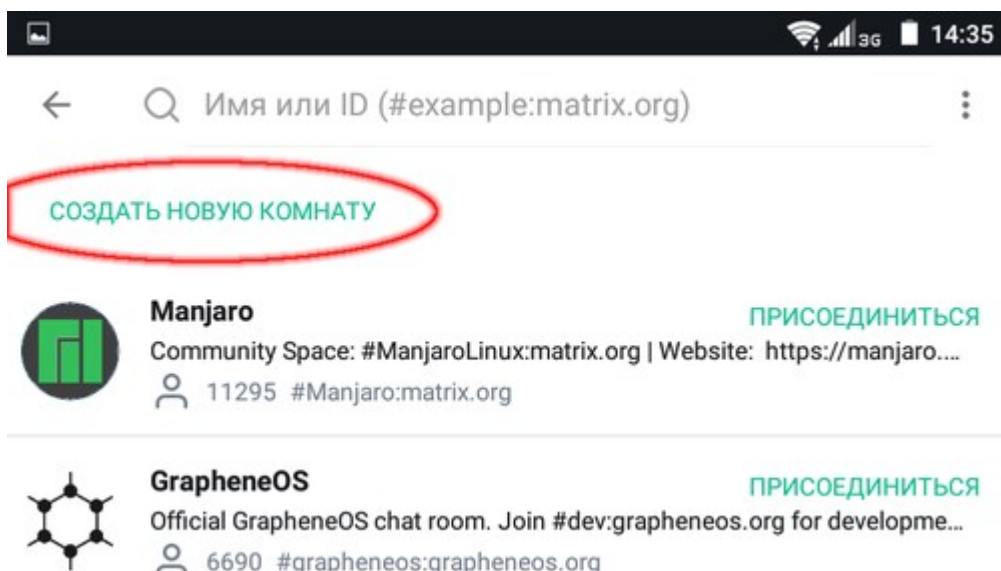 3G 14:35
Имя или ID (#example:matrix.org)
СОЗДАТЬ НОВУЮ КОМНАТУ
Manjaro
ПРИСОЕДИНИТЬСЯ
Community Space: #ManjaroLinux:matrix.org | Website: https://manjaro....
11295 #Manjaro:matrix.org
GrapheneOS
ПРИСОЕДИНИТЬСЯ
Official GrapheneOS chat room. Join #dev:grapheneos.org for developme...
6690 #grapheneos:grapheneos.org